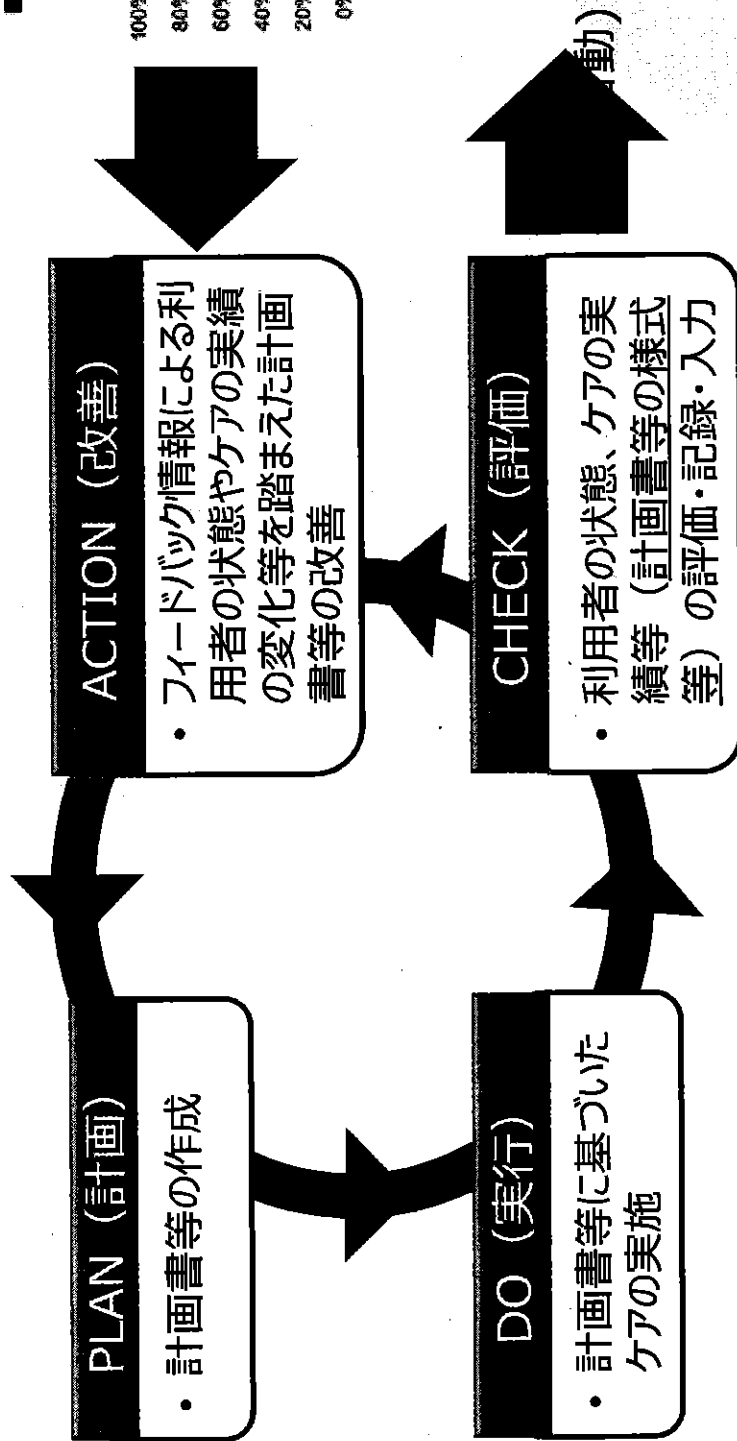 PLAN（計画）
• 計画書等の作成
DO（実行）
• 計画書等に基づいた
ケアの実施
CHECK（評価）
• 利用者の状態、ケアの実
績等（計画書等の様式
等）の評価・記録・入力
ACTION（改善）
• フィードバック情報による利
用者の状態やケアの実績
の変化等を踏まえた計画
書等の改善
100%
80%
60%
40%
20%
0%
動）